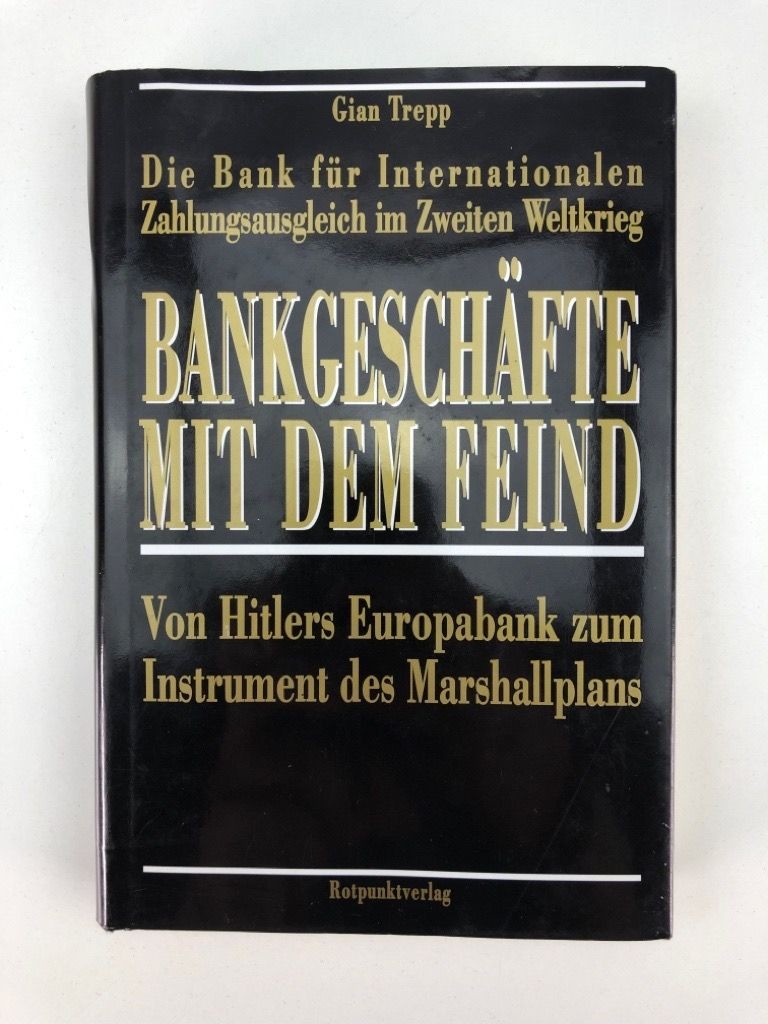 Gian Trepp
Die Bank für Internationalen
Zahlungsausgleich im Zweiten Weltkrieg
BANKGESCHÄFTE
MIT DEM FEIND
Von Hitlers Europabank zum
Instrument des Marshallplans
Rotpunktverlag